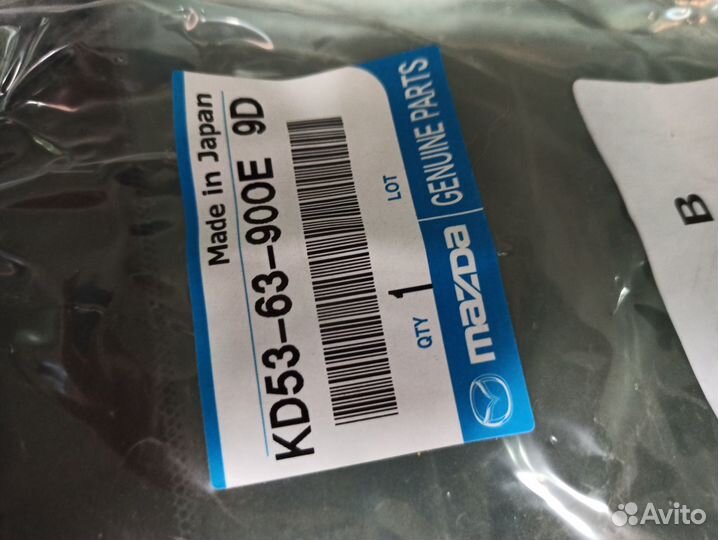 Made in Japan
KD53-63-900E 9D
QTY LOT
1
mazda GENUINE PARTS
B
Avito